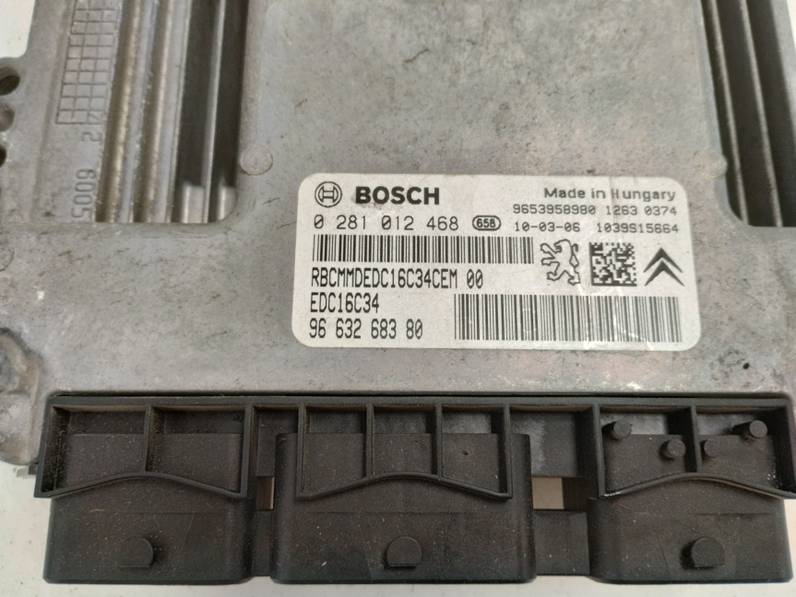 BOSCH
Made in Hungary
0 281 012 468 658
9653958980 1263 0374
10-03-06 1039S15664
RBCMMDEDC16C34CEM 00
EDC16C34
96 632 683 80